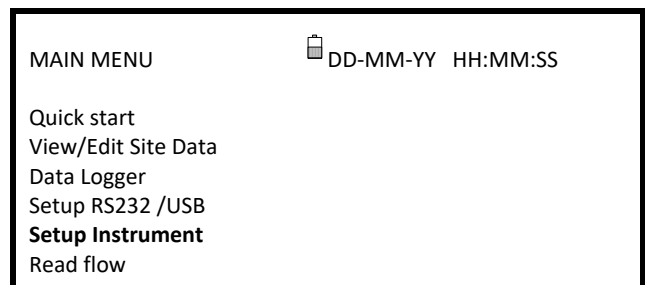 MAIN MENU DD-MM-YY HH:MM:SS
Quick start
View/Edit Site Data
Data Logger
Setup RS232 /USB
Setup Instrument
Read flow